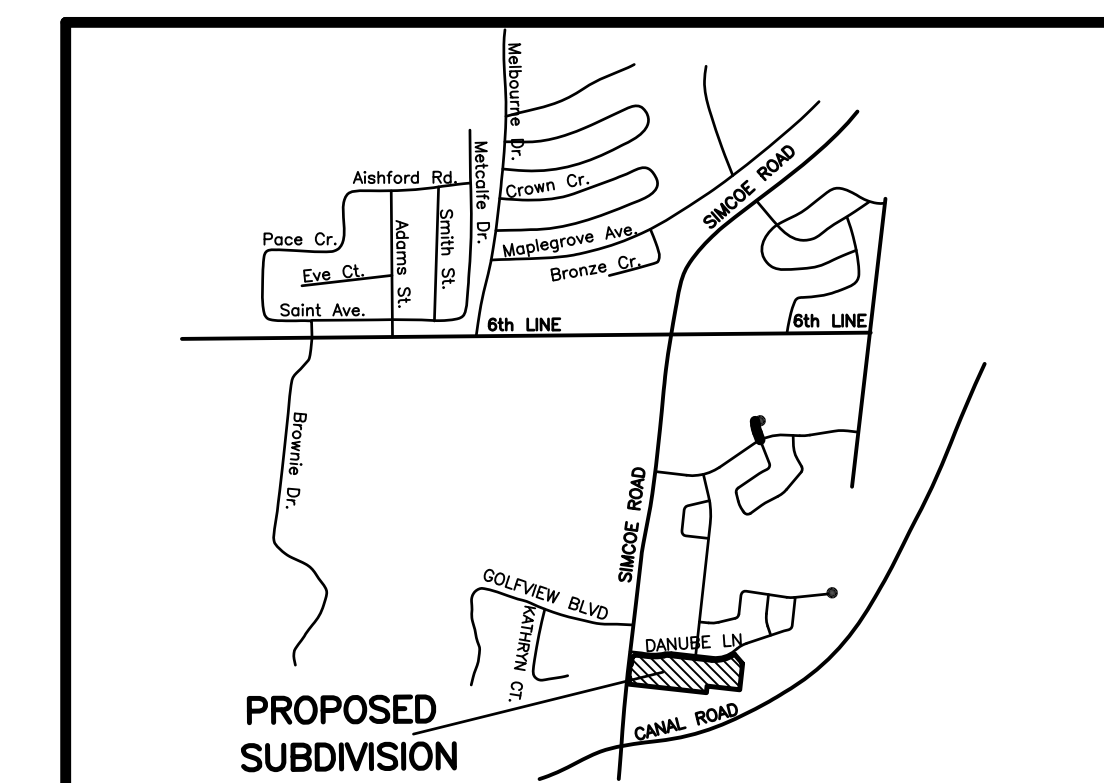 Melbourne Dr.
Metcalfe Dr.
SIMCOE ROAD
Aishford Rd.
Crown Cr.
Adams St.
Smith St.
Pace Cr.
Maplegrove Ave.
Eve Ct.
Bronze Cr.
Saint Ave.
6th LINE
6th LINE
Brownie Dr.
SIMCOE ROAD
GOLFVIEW BLVD
KATHRYN CT.
DANUBE LN
PROPOSED
SUBDIVISION
CANAL ROAD